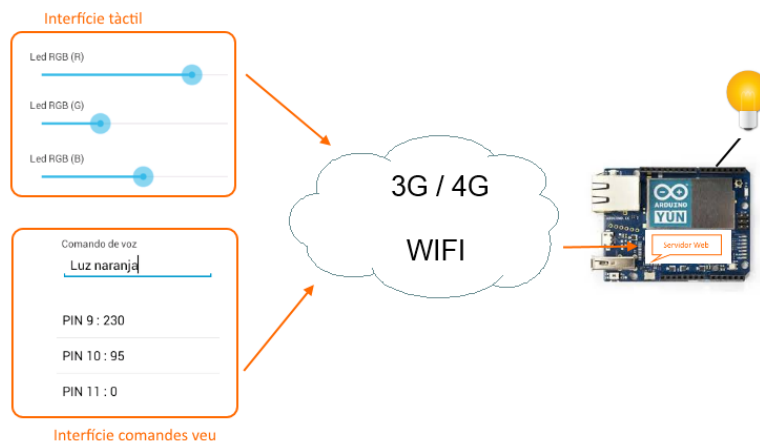 Interfície tàctil
Led RGB (R)
Led RGB (G)
Led RGB (B)
Comando de voz
Luz naranja
PIN 9 : 230
PIN 10 : 95
PIN 11 : 0
Interfície comandes veu
3G / 4G
WIFI
ARDUINO
YÚN
Servidor Web